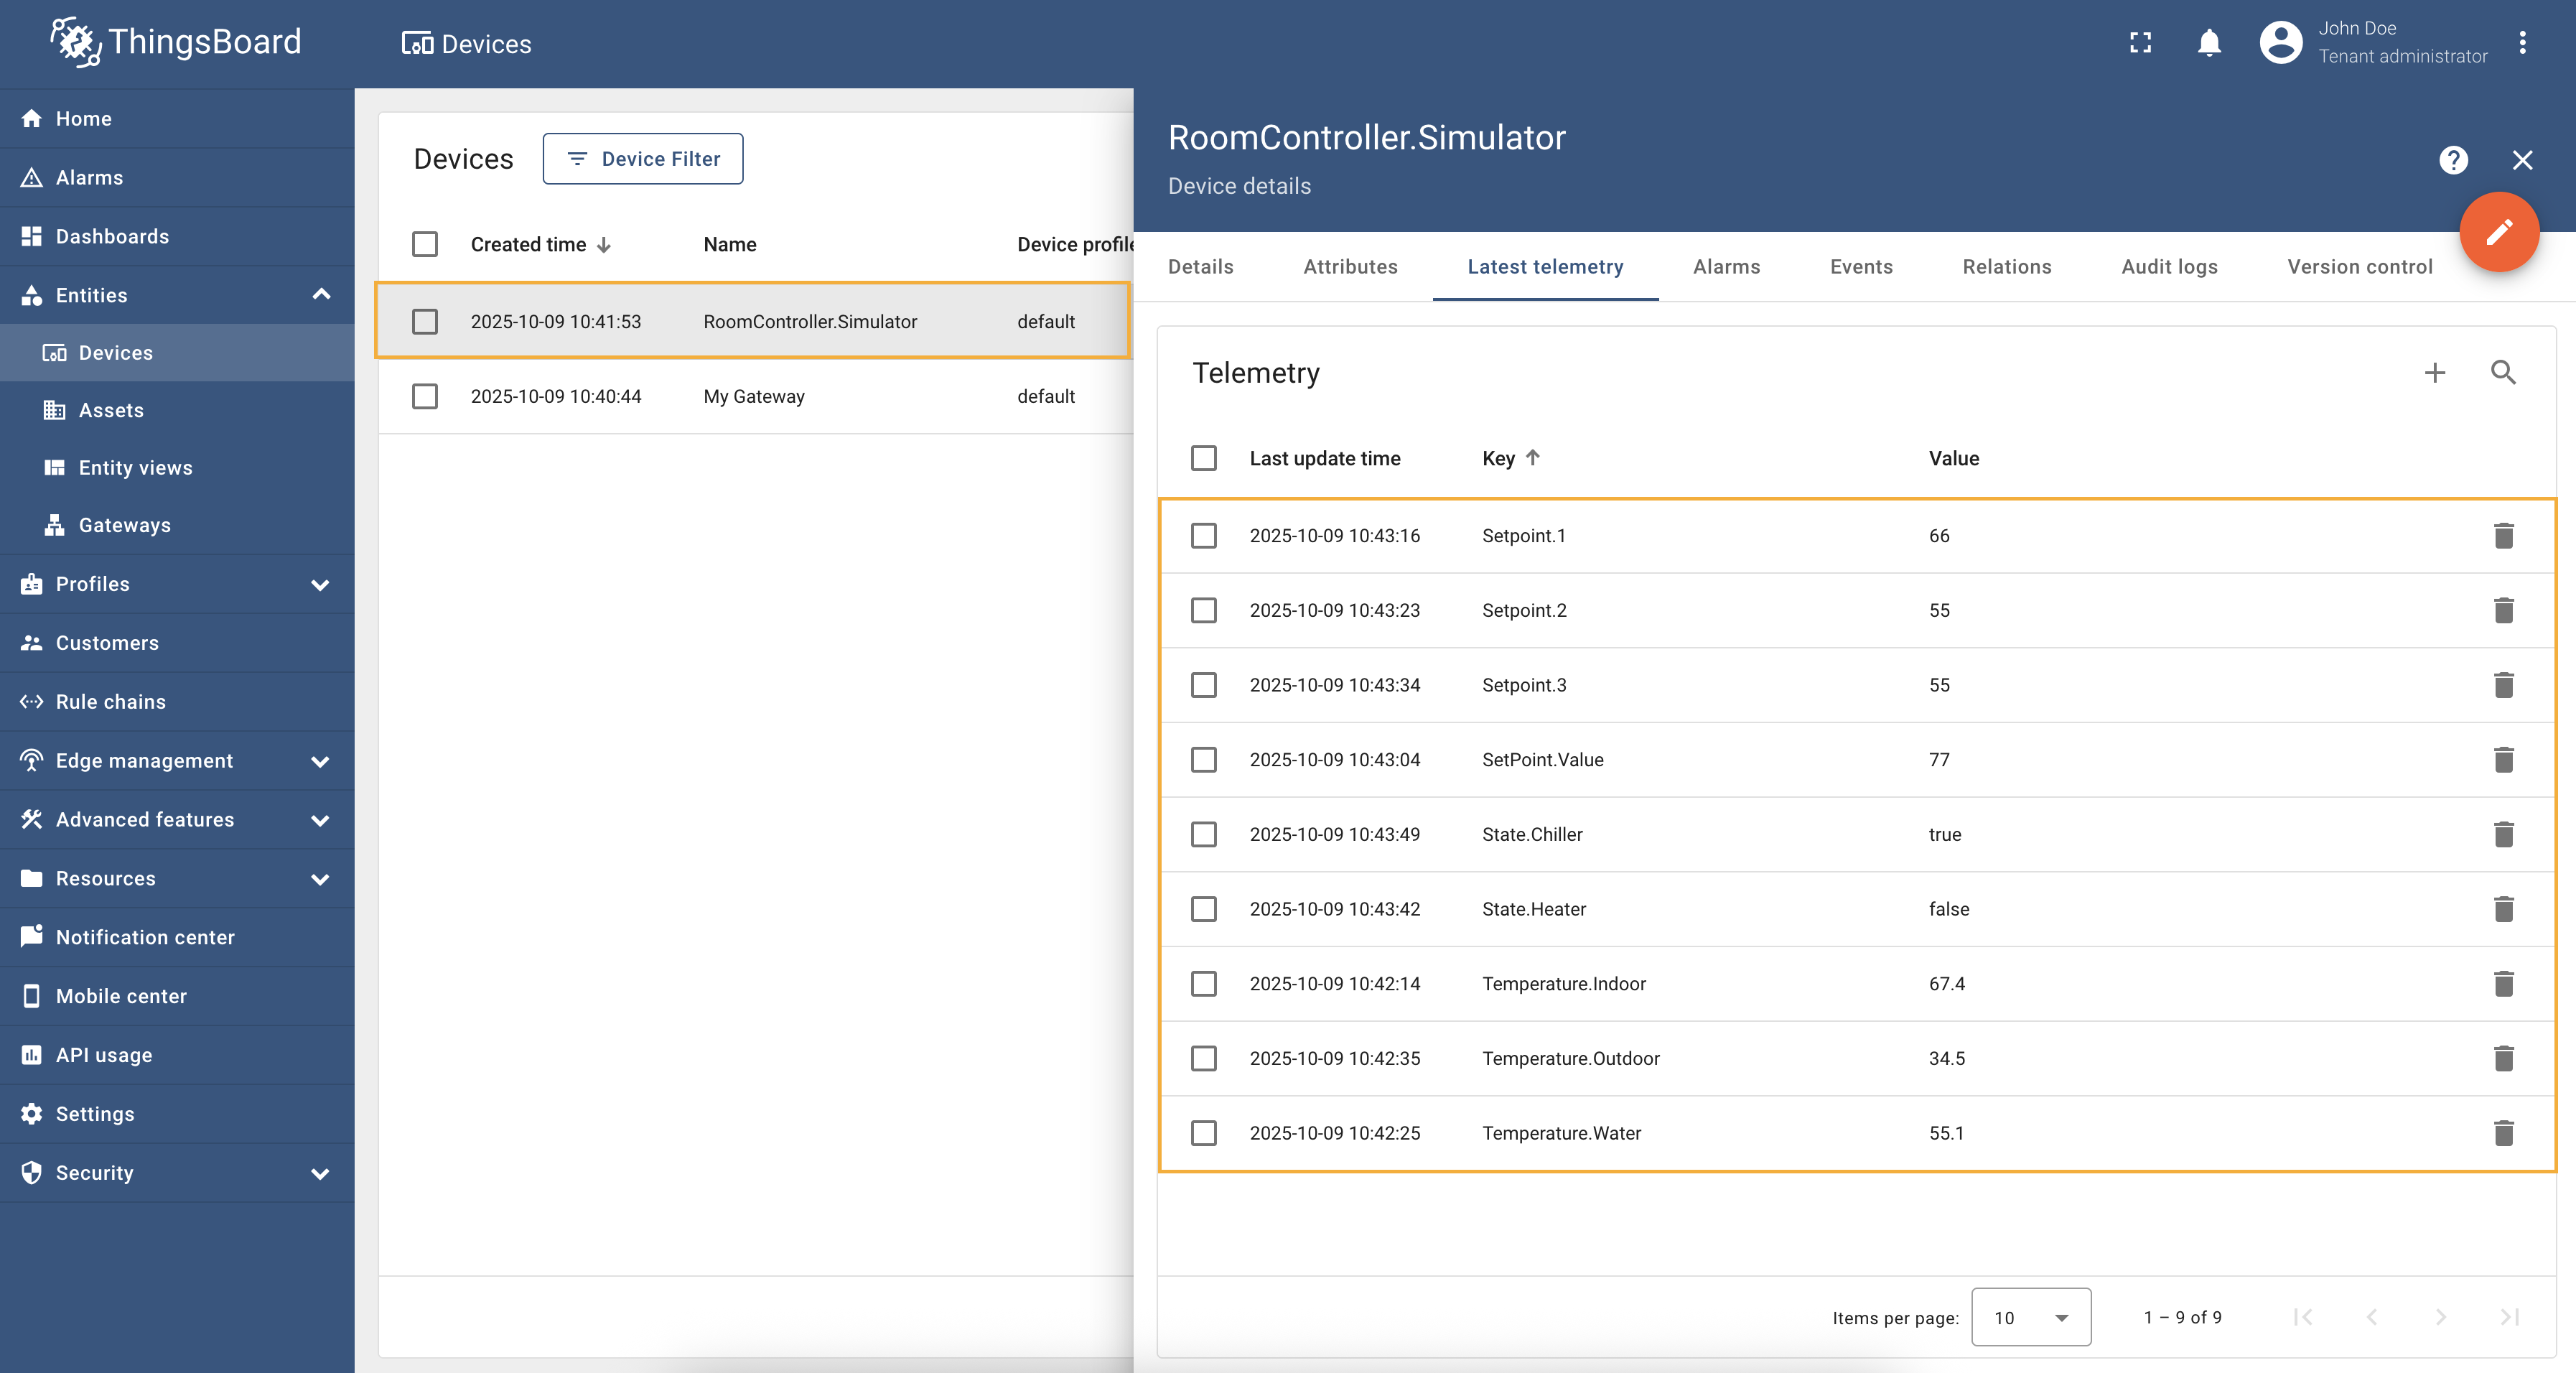 ThingsBoard
Devices
John Doe
Tenant administrator
Home
Alarms
Dashboards
Entities
Devices
Assets
Entity views
Gateways
Profiles
Customers
Rule chains
Edge management
Advanced features
Resources
Notification center
Mobile center
API usage
Settings
Security
Devices Device Filter
Created time Name Device profile
2025-10-09 10:41:53 RoomController.Simulator default
2025-10-09 10:40:44 My Gateway default
RoomController.Simulator
Device details
Details Attributes Latest telemetry Alarms Events Relations Audit logs Version control
Telemetry
Last update time Key Value
2025-10-09 10:43:16 Setpoint.1 66
2025-10-09 10:43:23 Setpoint.2 55
2025-10-09 10:43:34 Setpoint.3 55
2025-10-09 10:43:04 SetPoint.Value 77
2025-10-09 10:43:49 State.Chiller true
2025-10-09 10:43:42 State.Heater false
2025-10-09 10:42:14 Temperature.Indoor 67.4
2025-10-09 10:42:35 Temperature.Outdoor 34.5
2025-10-09 10:42:25 Temperature.Water 55.1
Items per page: 10 1 – 9 of 9